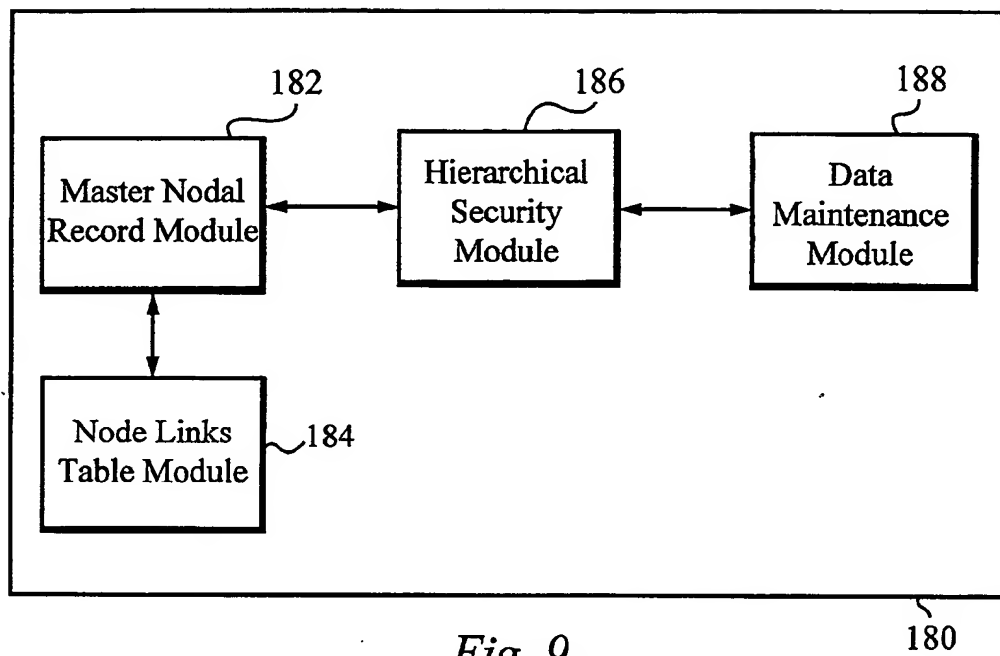 182
186
188
Master Nodal
Record Module
Hierarchical
Security
Module
Data
Maintenance
Module
Node Links
Table Module
184
180
Fig. 9